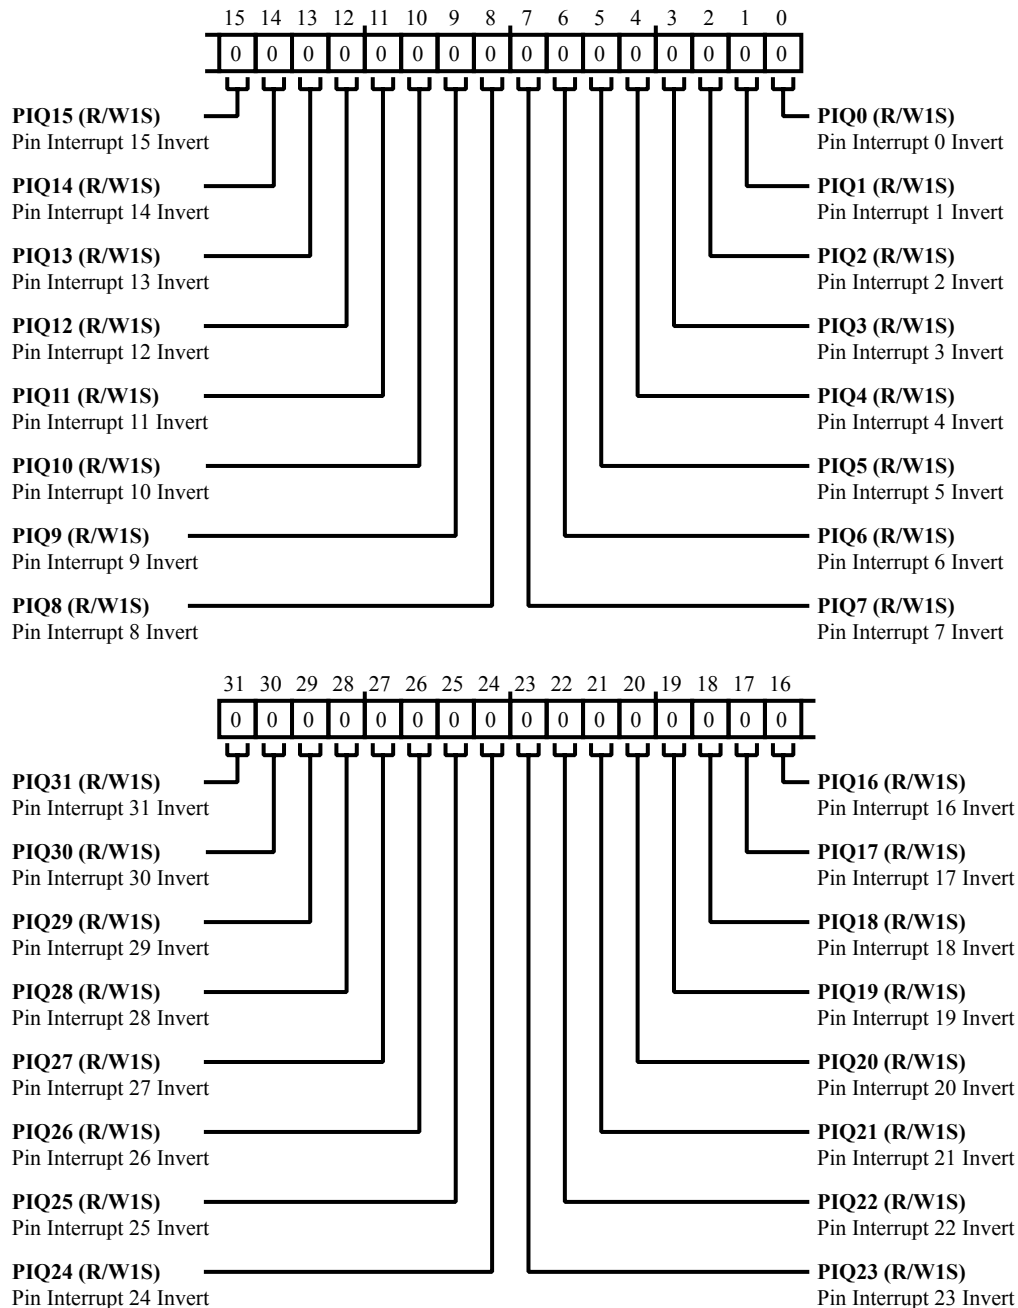 15 14 13 12 11 10 9 8 7 6 5 4 3 2 1 0
0 0 0 0 0 0 0 0 0 0 0 0 0 0 0 0
PIQ15 (R/W1S)
Pin Interrupt 15 Invert
PIQ14 (R/W1S)
Pin Interrupt 14 Invert
PIQ13 (R/W1S)
Pin Interrupt 13 Invert
PIQ12 (R/W1S)
Pin Interrupt 12 Invert
PIQ11 (R/W1S)
Pin Interrupt 11 Invert
PIQ10 (R/W1S)
Pin Interrupt 10 Invert
PIQ9 (R/W1S)
Pin Interrupt 9 Invert
PIQ8 (R/W1S)
Pin Interrupt 8 Invert
PIQ0 (R/W1S)
Pin Interrupt 0 Invert
PIQ1 (R/W1S)
Pin Interrupt 1 Invert
PIQ2 (R/W1S)
Pin Interrupt 2 Invert
PIQ3 (R/W1S)
Pin Interrupt 3 Invert
PIQ4 (R/W1S)
Pin Interrupt 4 Invert
PIQ5 (R/W1S)
Pin Interrupt 5 Invert
PIQ6 (R/W1S)
Pin Interrupt 6 Invert
PIQ7 (R/W1S)
Pin Interrupt 7 Invert
31 30 29 28 27 26 25 24 23 22 21 20 19 18 17 16
0 0 0 0 0 0 0 0 0 0 0 0 0 0 0 0
PIQ31 (R/W1S)
Pin Interrupt 31 Invert
PIQ30 (R/W1S)
Pin Interrupt 30 Invert
PIQ29 (R/W1S)
Pin Interrupt 29 Invert
PIQ28 (R/W1S)
Pin Interrupt 28 Invert
PIQ27 (R/W1S)
Pin Interrupt 27 Invert
PIQ26 (R/W1S)
Pin Interrupt 26 Invert
PIQ25 (R/W1S)
Pin Interrupt 25 Invert
PIQ24 (R/W1S)
Pin Interrupt 24 Invert
PIQ16 (R/W1S)
Pin Interrupt 16 Invert
PIQ17 (R/W1S)
Pin Interrupt 17 Invert
PIQ18 (R/W1S)
Pin Interrupt 18 Invert
PIQ19 (R/W1S)
Pin Interrupt 19 Invert
PIQ20 (R/W1S)
Pin Interrupt 20 Invert
PIQ21 (R/W1S)
Pin Interrupt 21 Invert
PIQ22 (R/W1S)
Pin Interrupt 22 Invert
PIQ23 (R/W1S)
Pin Interrupt 23 Invert